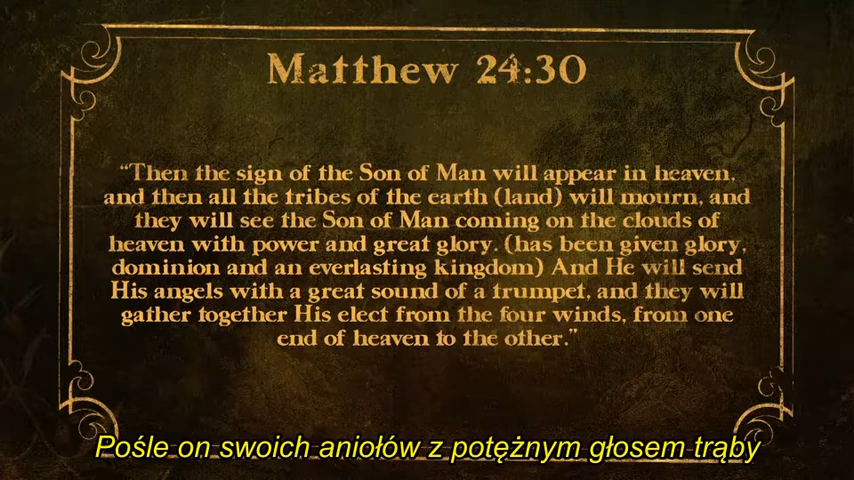 Matthew 24:30
“Then the sign of the Son of Man will appear in heaven,
and then all the tribes of the earth (land) will mourn, and
they will see the Son of Man coming on the clouds of
heaven with power and great glory. (has been given glory,
dominion and an everlasting kingdom) And He will send
His angels with a great sound of a trumpet, and they will
gather together His elect from the four winds, from one
end of heaven to the other.”
Pośle on swoich aniołów z potężnym głosem trąby